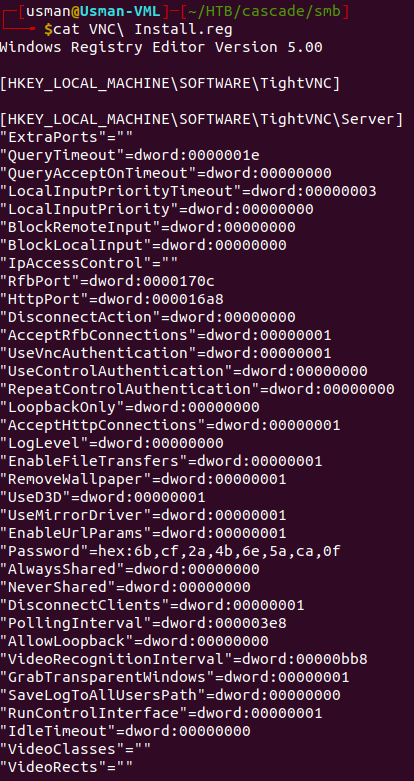 [usman@Usman-VML]-[~/HTB/cascade/smb]
$cat VNC\ Install.reg
Windows Registry Editor Version 5.00
[HKEY_LOCAL_MACHINE\SOFTWARE\TightVNC]
[HKEY_LOCAL_MACHINE\SOFTWARE\TightVNC\Server]
"ExtraPorts"=""
"QueryTimeout"=dword:0000001e
"QueryAcceptOnTimeout"=dword:00000000
"LocalInputPriorityTimeout"=dword:00000003
"LocalInputPriority"=dword:00000000
"BlockRemoteInput"=dword:00000000
"BlockLocalInput"=dword:00000000
"IpAccessControl"=""
"RfbPort"=dword:0000170c
"HttpPort"=dword:000016a8
"DisconnectAction"=dword:00000000
"AcceptRfbConnections"=dword:00000001
"UseVncAuthentication"=dword:00000001
"UseControlAuthentication"=dword:00000000
"RepeatControlAuthentication"=dword:00000000
"LoopbackOnly"=dword:00000000
"AcceptHttpConnections"=dword:00000001
"LogLevel"=dword:00000000
"EnableFileTransfers"=dword:00000001
"RemoveWallpaper"=dword:00000001
"UseD3D"=dword:00000001
"UseMirrorDriver"=dword:00000001
"EnableUrlParams"=dword:00000001
"Password"=hex:6b,cf,2a,4b,6e,5a,ca,0f
"AlwaysShared"=dword:00000000
"NeverShared"=dword:00000000
"DisconnectClients"=dword:00000001
"PollingInterval"=dword:000003e8
"AllowLoopback"=dword:00000000
"VideoRecognitionInterval"=dword:00000bb8
"GrabTransparentWindows"=dword:00000001
"SaveLogToAllUsersPath"=dword:00000000
"RunControlInterface"=dword:00000001
"IdleTimeout"=dword:00000000
"VideoClasses"=""
"VideoRects"=""